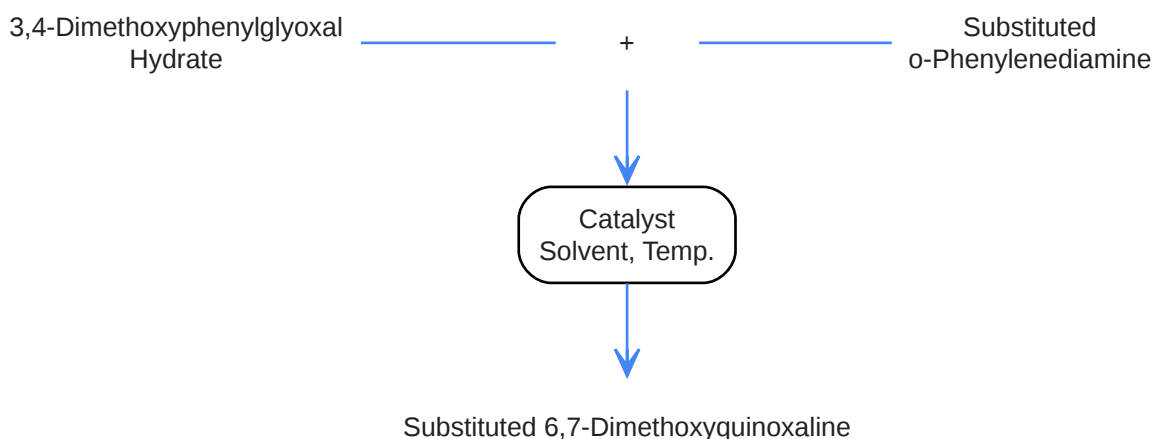 3,4-Dimethoxyphenylglyoxal
Hydrate
+
Substituted
o-Phenylenediamine
Catalyst
Solvent, Temp.
Substituted 6,7-Dimethoxyquinoxaline